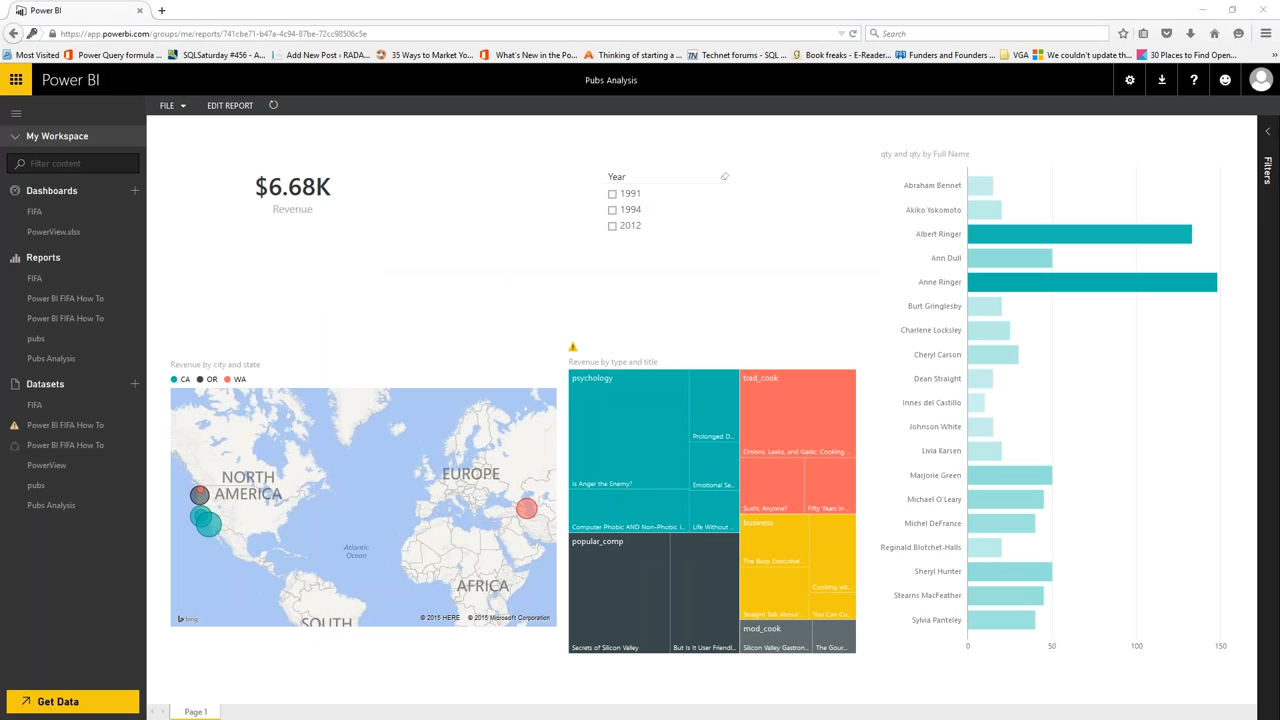 Power BI
https://app.powerbi.com/groups/me/reports/741cbe71-b47a-4c94-87be-72cc98506c5e
Search
Most Visited
Power Query formula ...
SQLSaturday #456 - A...
Add New Post ‹ RADA...
35 Ways to Market Yo...
What's New in the Po...
Thinking of starting a ...
Technet forums - SQL ...
Book freaks - E-Reader...
Founders and Founders
VGA
We couldn't update th...
30 Places to Find Open...
Power BI
Pubs Analysis
FILE
EDIT REPORT
My Workspace
Filter content
Dashboards
FIFA
PowerView.xlsx
Reports
FIFA
Power BI FIFA How To
Power BI FIFA How To
pubs
Pubs Analysis
Datasets
FIFA
Power BI FIFA How To
Power BI FIFA How To
PowerView
pubs
Pubs Analysis
Get Data
$6.68K
Revenue
Year
1991
1994
2012
Revenue by city and state
CA
OR
WA
ORTH
AMERICA
EUROPE
Atlantic
Ocean
AFRICA
SOUTH
bing
© 2015 HERE
© 2015 Microsoft Corporation
Revenue by type and title
psychology
Prolonged D...
Is Anger the Enemy?
Emotional Se...
Computer Phobic AND Non-Phobic I...
Life Without ...
popular_comp
Secrets of Silicon Valley
But Is It User Friendl...
trad_cook
Onions, Leeks, and Garlic: Cooking ...
Sushi, Anyone?
Fifty Years in ...
business
The Busy Executive...
Cooking wit...
Straight Talk About ...
You Can Co...
mod_cook
Silicon Valley Gastron...
The Gour...
qty and qty by Full Name
Abraham Bennet
Akiko Yokomoto
Albert Ringer
Ann Dull
Anne Ringer
Burt Gringlesby
Charlene Locksley
Cheryl Carson
Dean Straight
Innes del Castillo
Johnson White
Livia Karsen
Marjorie Green
Michael O'Leary
Michel DeFrance
Reginald Blotchet-Halls
Sheryl Hunter
Stearns MacFeather
Sylvia Panteley
0
50
100
150
Filters
Page 1